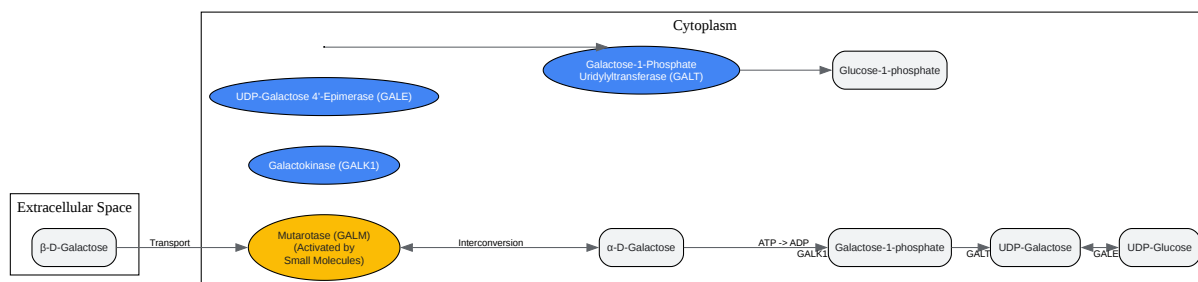 Cytoplasm
Galactose-1-Phosphate
Uridylyltransferase (GALT)
Glucose-1-phosphate
UDP-Galactose 4'-Epimerase (GALE)
Galactokinase (GALK1)
Extracellular Space
β-D-Galactose
Transport
Mutarotase (GALM)
(Activated by
Small Molecules)
Interconversion
α-D-Galactose
ATP -> ADP
GALK1
Galactose-1-phosphate
GALT
UDP-Galactose
GALE
UDP-Glucose